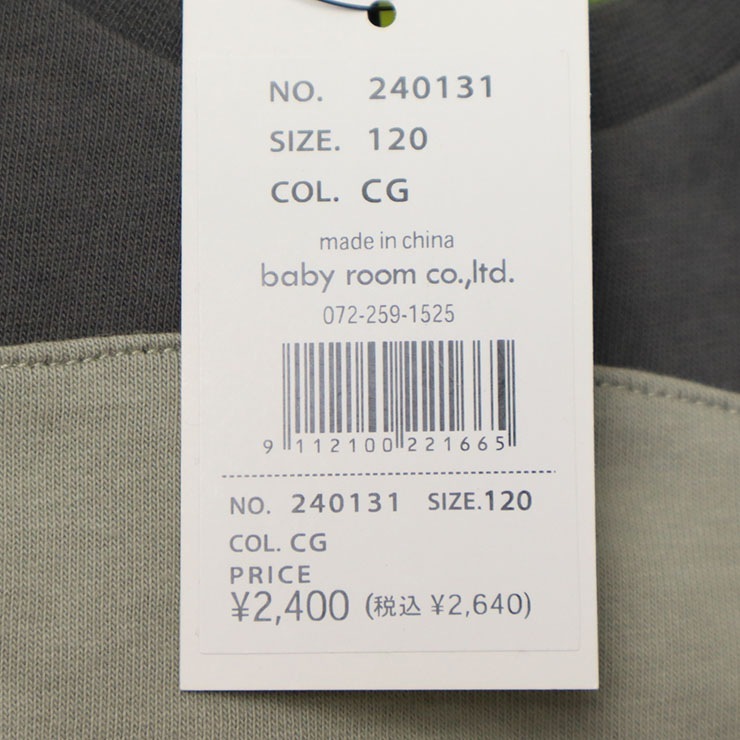 NO. 240131
SIZE. 120
COL. CG
made in china
baby room co.,ltd.
072-259-1525
9 112100 221665
NO. 240131 SIZE.120
COL. CG
PRICE
¥2,400 (税込 ¥2,640)